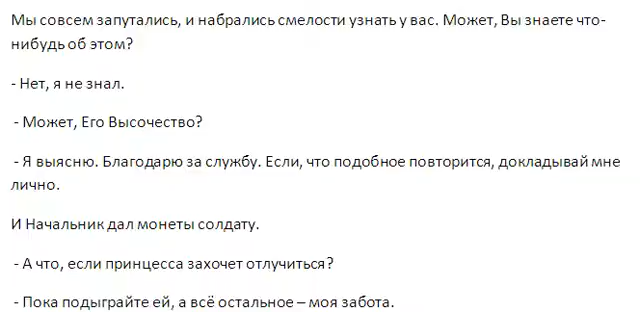 Мы совсем запутались, и набрались смелости узнать у вас. Может, Вы знаете что-
нибудь об этом?
- Нет, я не знал.
- Может, Его Высочество?
- Я выясню. Благодарю за службу. Если, что подобное повторится, докладывай мне
лично.
И Начальник дал монеты солдату.
- А что, если принцесса захочет отлучиться?
- Пока подыграйте ей, а всё остальное – моя забота.